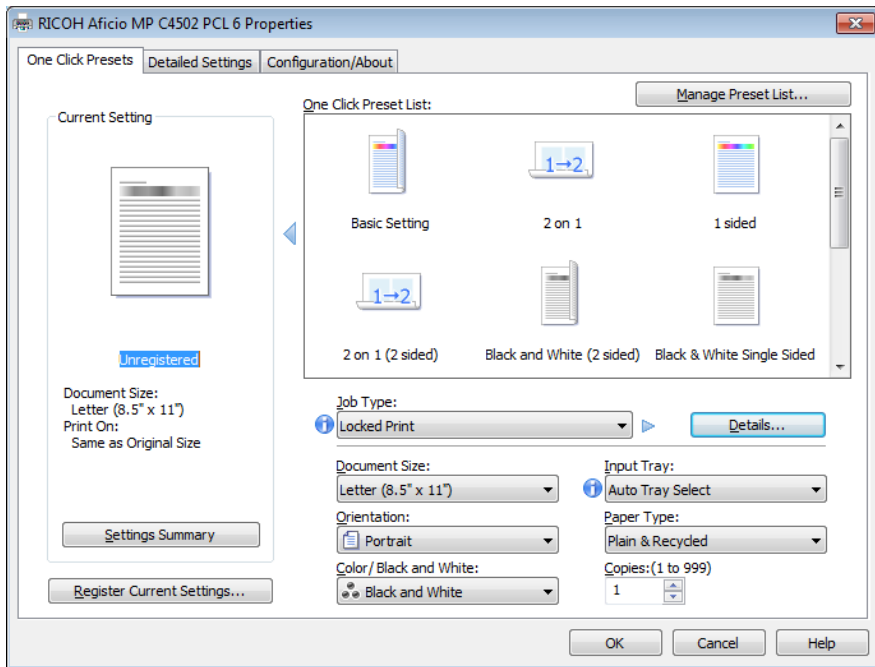 RICOH Aficio MP C4502 PCL 6 Properties
One Click Presets
Detailed Settings
Configuration/About
Manage Preset List...
Current Setting
One Click Preset List:
1→2
Basic Setting
2 on 1
1 sided
1→2
2 on 1 (2 sided)
Black and White (2 sided)
Black & White Single Sided
Unregistered
Document Size:
Letter (8.5" x 11")
Print On:
Same as Original Size
Settings Summary
Register Current Settings...
Job Type:
Locked Print
Details...
Document Size:
Letter (8.5" x 11")
Input Tray:
Auto Tray Select
Orientation:
Portrait
Paper Type:
Plain & Recycled
Color/ Black and White:
Black and White
Copies:(1 to 999)
1
OK
Cancel
Help